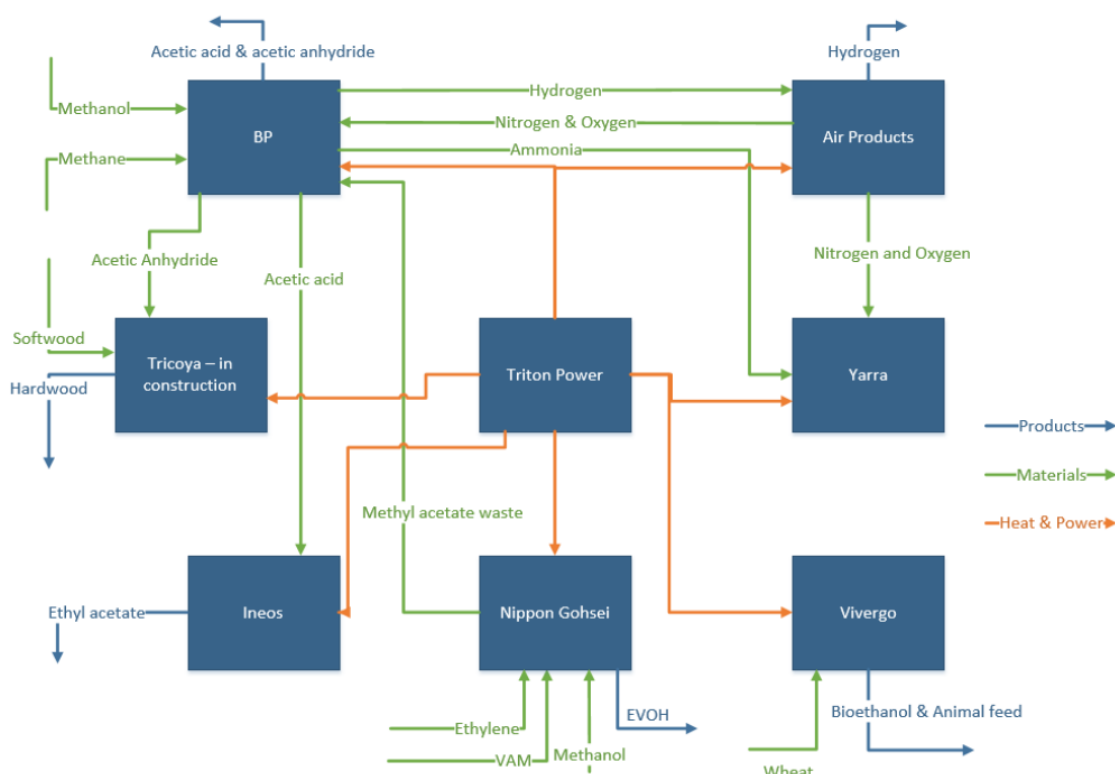 Acetic acid & acetic anhydride
Hydrogen
Methanol
Hydrogen
BP
Nitrogen & Oxygen
Air Products
Methane
Ammonia
Acetic Anhydride
Acetic acid
Nitrogen and Oxygen
Softwood
Tricoya – in
construction
Triton Power
Yarra
Hardwood
Products
Materials
Methyl acetate waste
Heat & Power
Ethyl acetate
Ineos
Nippon Gohsei
Vivergo
Ethylene
EVOH
Bioethanol & Animal feed
VAM
Methanol
Wheat